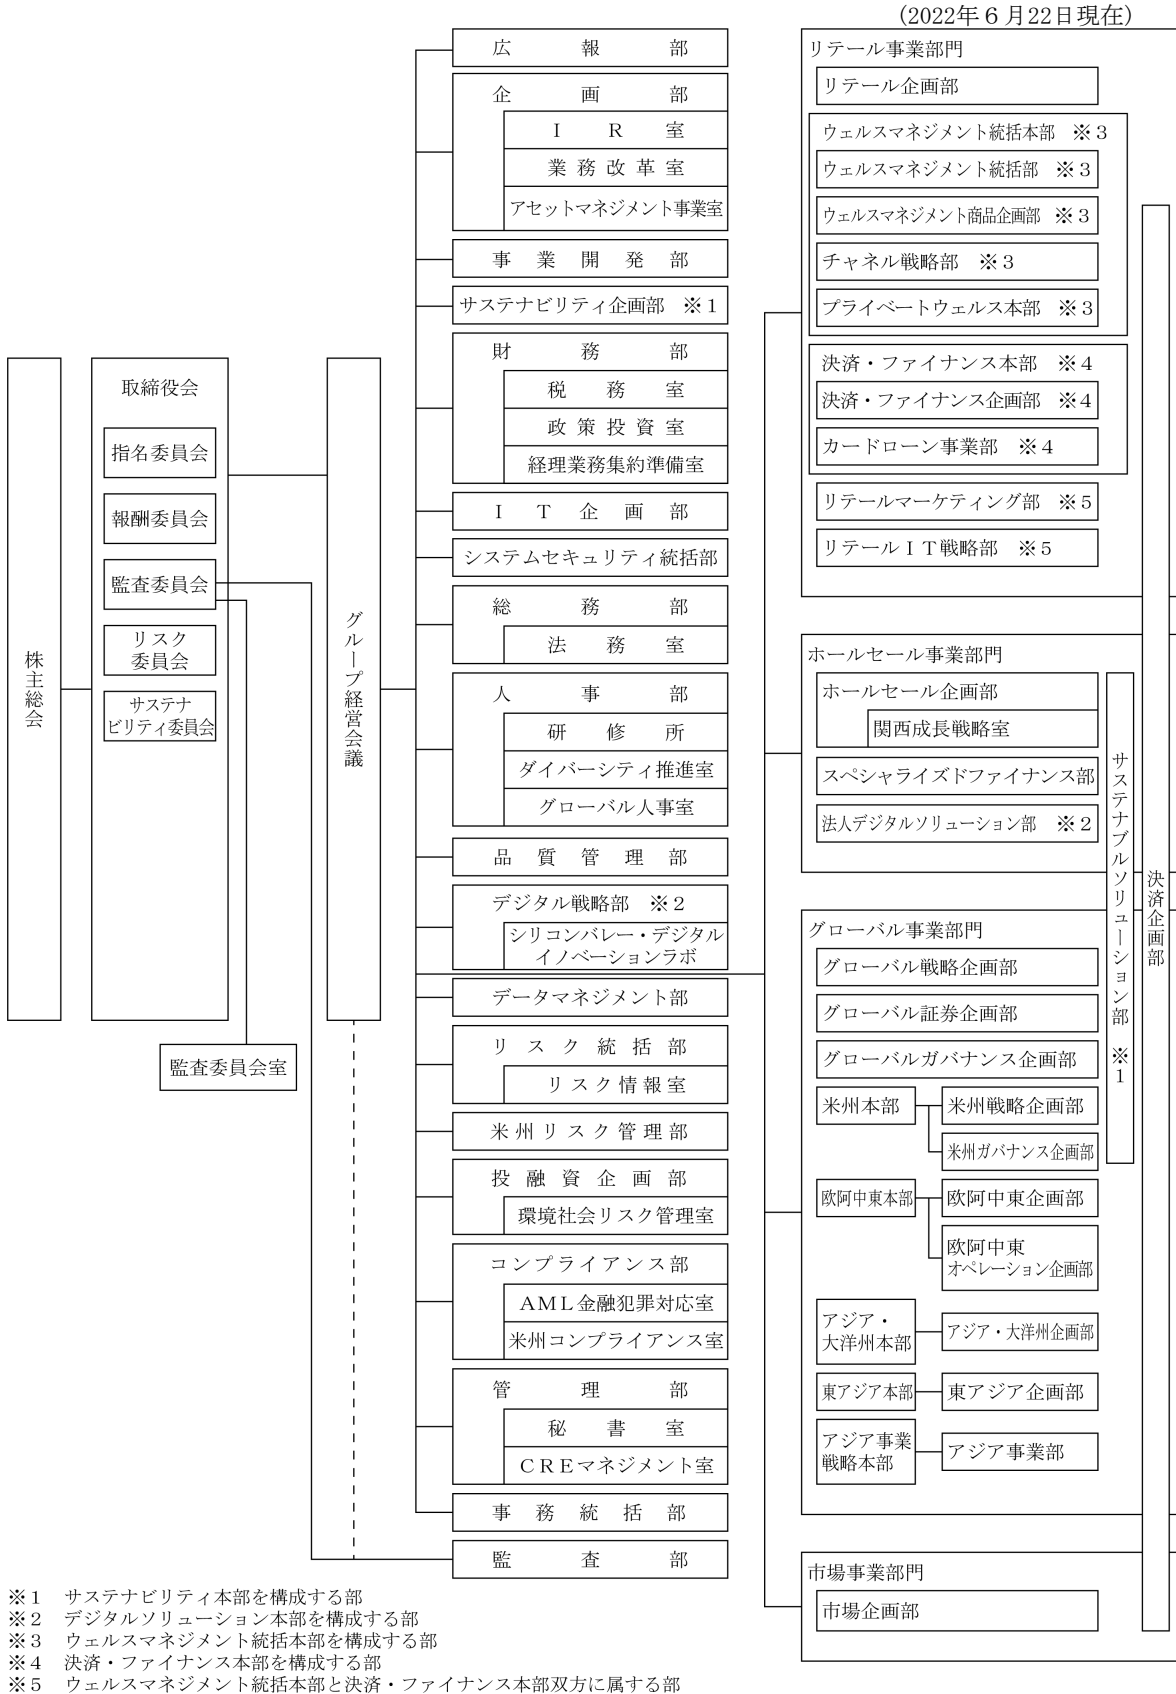 (2022年６月22日現在)
株主総会
取締役会
指名委員会
報酬委員会
監査委員会
リスク
委員会
サステナ
ビリティ委員会
監査委員会室
グループ経営会議
広報部
企画部
ＩＲ室
業務改革室
アセットマネジメント事業室
事業開発部
サステナビリティ企画部　※１
財務部
税務室
政策投資室
経理業務集約準備室
ＩＴ企画部
システムセキュリティ統括部
総務部
法務室
人事部
研修所
ダイバーシティ推進室
グローバル人事室
品質管理部
デジタル戦略部　※２
シリコンバレー・デジタル
イノベーションラボ
データマネジメント部
リスク統括部
リスク情報室
米州リスク管理部
投融資企画部
環境社会リスク管理室
コンプライアンス部
ＡＭＬ金融犯罪対応室
米州コンプライアンス室
管理部
秘書室
ＣＲＥマネジメント室
事務統括部
監査部
リテール事業部門
リテール企画部
ウェルスマネジメント統括本部　※３
ウェルスマネジメント統括部　※３
ウェルスマネジメント商品企画部　※３
チャネル戦略部　※３
プライベートウェルス本部　※３
決済・ファイナンス本部　※４
決済・ファイナンス企画部　※４
カードローン事業部　※４
リテールマーケティング部　※５
リテールＩＴ戦略部　※５
ホールセール事業部門
ホールセール企画部
関西成長戦略室
スペシャライズドファイナンス部
法人デジタルソリューション部　※２
グローバル事業部門
グローバル戦略企画部
グローバル証券企画部
グローバルガバナンス企画部
米州本部
米州戦略企画部
米州ガバナンス企画部
欧阿中東本部
欧阿中東企画部
欧阿中東
オペレーション企画部
アジア・
大洋州本部
アジア・大洋州企画部
東アジア本部
東アジア企画部
アジア事業
戦略本部
アジア事業部
市場事業部門
市場企画部
サステナブルソリューション部　※１
決済企画部
※１　サステナビリティ本部を構成する部
※２　デジタルソリューション本部を構成する部
※３　ウェルスマネジメント統括本部を構成する部
※４　決済・ファイナンス本部を構成する部
※５　ウェルスマネジメント統括本部と決済・ファイナンス本部双方に属する部